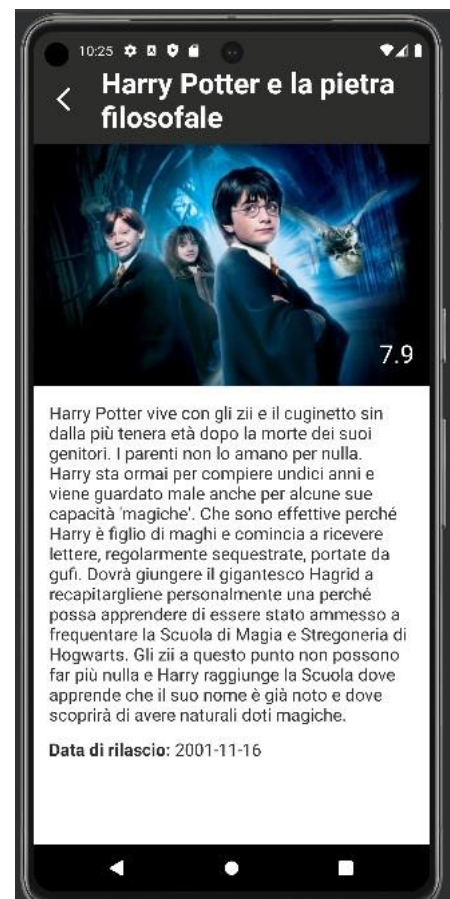 10:25
Harry Potter e la pietra
filosofale
7.9
Harry Potter vive con gli zii e il cuginetto sin
dalla più tenera età dopo la morte dei suoi
genitori. I parenti non lo amano per nulla.
Harry sta ormai per compiere undici anni e
viene guardato male anche per alcune sue
capacità 'magiche'. Che sono effettive perché
Harry è figlio di maghi e comincia a ricevere
lettere, regolarmente sequestrate, portate da
gufi. Dovrà giungere il gigantesco Hagrid a
recapitargliene personalmente una perché
possa apprendere di essere stato ammesso a
frequentare la Scuola di Magia e Stregoneria di
Hogwarts. Gli zii a questo punto non possono
far più nulla e Harry raggiunge la Scuola dove
apprende che il suo nome è già noto e dove
scoprirà di avere naturali doti magiche.
Data di rilascio: 2001-11-16